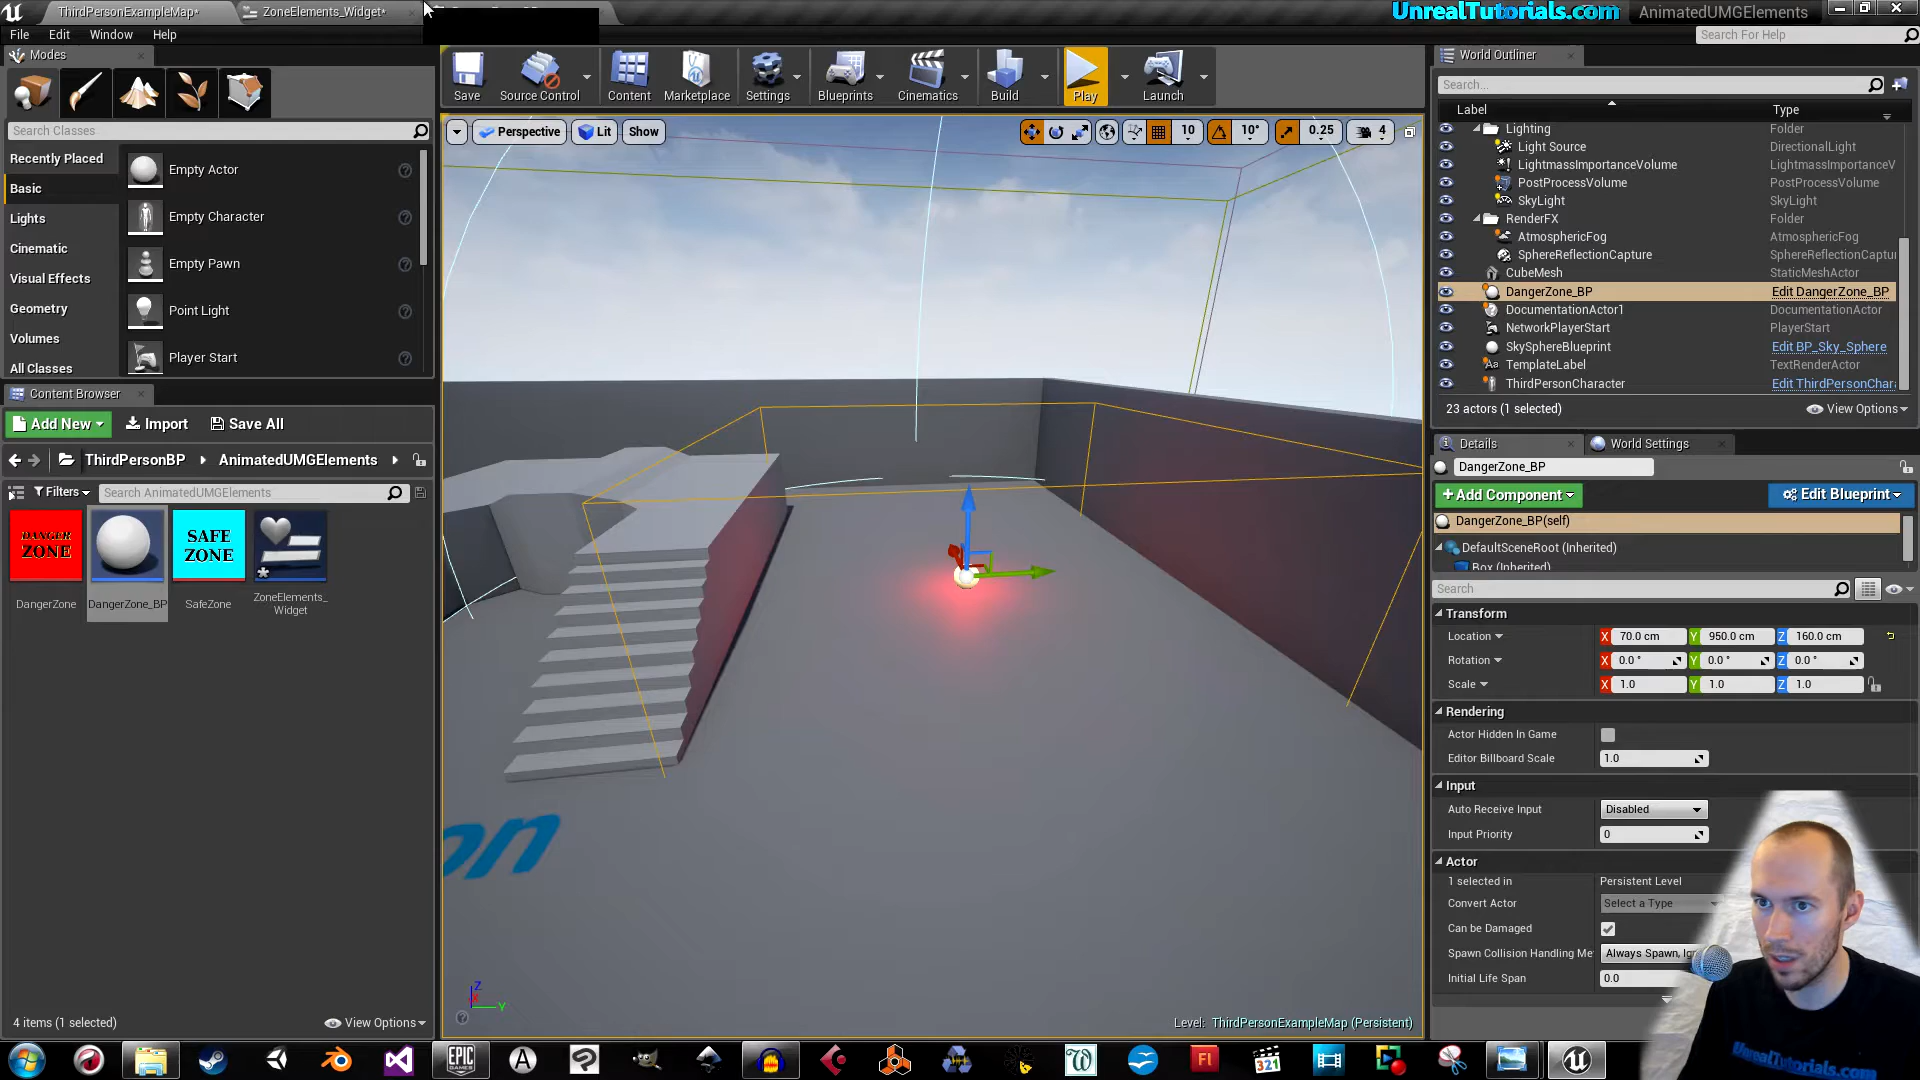 ThirdPersonExampleMap*
ZoneElements_Widget*
UnrealTutorials.com
AnimatedUMGElements
File
Edit
Window
Help
Search For Help
Modes
Search Classes
Recently Placed
Basic
Lights
Cinematic
Visual Effects
Geometry
Volumes
All Classes
Empty Actor
Empty Character
Empty Pawn
Point Light
Player Start
Save
Source Control
Content
Marketplace
Settings
Blueprints
Cinematics
Build
Play
Launch
Perspective
Lit
Show
10
10°
0.25
4
Content Browser
Add New
Import
Save All
ThirdPersonBP
AnimatedUMGElements
Filters
Search AnimatedUMGElements
DANGER
ZONE
SAFE
ZONE
DangerZone
DangerZone_BP
SafeZone
ZoneElements_
Widget
4 items (1 selected)
View Options
on
Z
X
Y
Level: ThirdPersonExampleMap (Persistent)
World Outliner
Search...
Label
Type
Lighting
Folder
Light Source
DirectionalLight
LightmassImportanceVolume
LightmassImportanceV
PostProcessVolume
PostProcessVolume
SkyLight
SkyLight
RenderFX
Folder
AtmosphericFog
AtmosphericFog
SphereReflectionCapture
SphereReflectionCaptu
CubeMesh
StaticMeshActor
DangerZone_BP
Edit DangerZone_BP
DocumentationActor1
DocumentationActor
NetworkPlayerStart
PlayerStart
SkySphereBlueprint
Edit BP_Sky_Sphere
TemplateLabel
TextRenderActor
ThirdPersonCharacter
Edit ThirdPersonChar
23 actors (1 selected)
View Options
Details
World Settings
DangerZone_BP
+Add Component
Edit Blueprint
DangerZone_BP(self)
DefaultSceneRoot (Inherited)
Box (Inherited)
Search
Transform
Location
X
70.0 cm
Y
950.0 cm
Z
160.0 cm
Rotation
X
0.0 °
Y
0.0 °
Z
0.0 °
Scale
X
1.0
Y
1.0
Z
1.0
Rendering
Actor Hidden In Game
Editor Billboard Scale
1.0
Input
Auto Receive Input
Disabled
Input Priority
0
Actor
1 selected in
Persistent Level
Convert Actor
Select a Type
Can be Damaged
Spawn Collision Handling Me
Always Spawn, Ig
Initial Life Span
0.0
EPIC
GAMES
321
UnrealTutorials.com